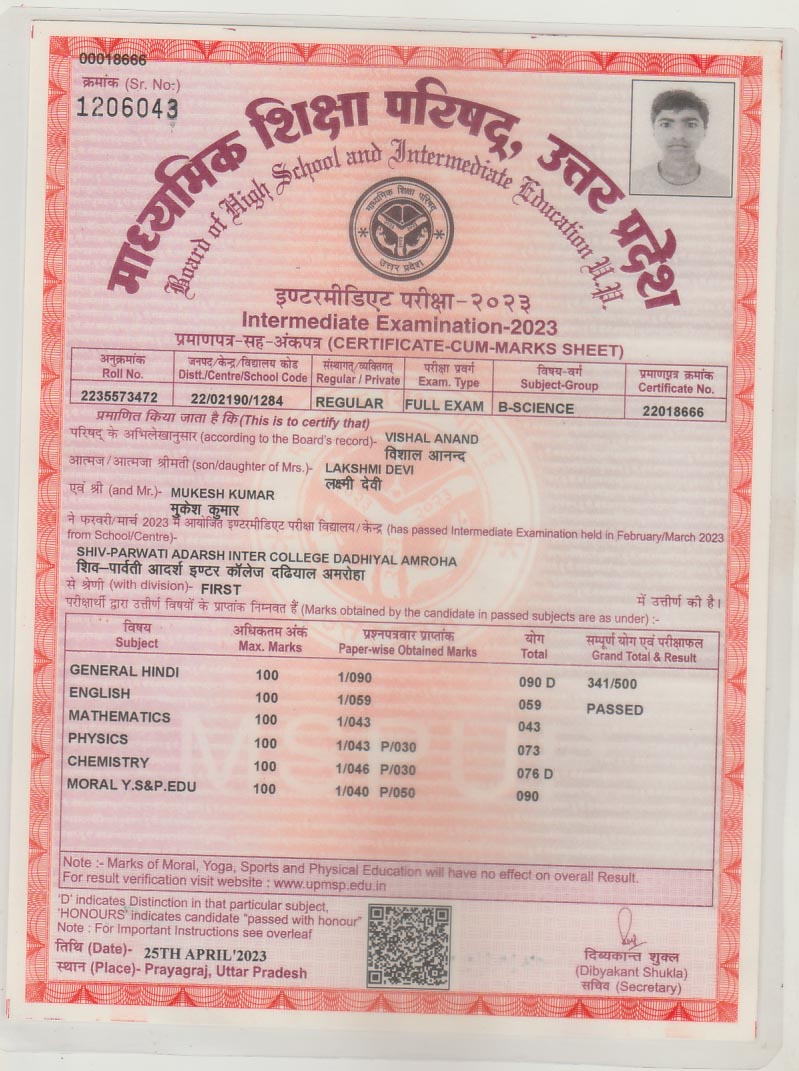 00018666
क्रमांक (Sr. No:-)
1206043
माध्यमिक शिक्षा परिषद्, उत्तर प्रदेश
Board of High School and Intermediate Education U.P.
माध्यमिक शिक्षा परिषद
उत्तर प्रदेश
इण्टरमीडिएट परीक्षा-२०२३
Intermediate Examination-2023
प्रमाणपत्र-सह-अंकपत्र (CERTIFICATE-CUM-MARKS SHEET)
अनुक्रमांक जनपद/केन्द्र/विद्यालय कोड संस्थागत्/व्यक्तिगत् परीक्षा प्रवर्ग विषय-वर्ग प्रमाणपत्र क्रमांक
Roll No. Distt./Centre/School Code Regular / Private Exam. Type Subject-Group Certificate No.
2235573472 22/02190/1284 REGULAR FULL EXAM B-SCIENCE 22018666
प्रमाणित किया जाता है कि (This is to certify that)
परिषद् के अभिलेखानुसार (according to the Board's record)- VISHAL ANAND
विशाल आनन्द
आत्मज/आत्मजा श्रीमती (son/daughter of Mrs.)- LAKSHMI DEVI
लक्ष्मी देवी
एवं श्री (and Mr.)- MUKESH KUMAR
मुकेश कुमार
ने फरवरी/मार्च 2023 में आयोजित इण्टरमीडिएट परीक्षा विद्यालय/केन्द्र (has passed Intermediate Examination held in February/March 2023
from School/Centre)-
SHIV-PARWATI ADARSH INTER COLLEGE DADHIYAL AMROHA
शिव–पार्वती आदर्श इण्टर कॉलेज दढियाल अमरोहा
से श्रेणी (with division)- FIRST में उत्तीर्ण की है।
परीक्षार्थी द्वारा उत्तीर्ण विषयों के प्राप्तांक निम्नवत हैं (Marks obtained by the candidate in passed subjects are as under) :-
विषय अधिकतम अंक प्रश्नपत्रवार प्राप्तांक योग सम्पूर्ण योग एवं परीक्षाफल
Subject Max. Marks Paper-wise Obtained Marks Total Grand Total & Result
GENERAL HINDI 100 1/090 090 D 341/500
ENGLISH 100 1/059 059 PASSED
MATHEMATICS 100 1/043 043
PHYSICS 100 1/043 P/030 073
CHEMISTRY 100 1/046 P/030 076 D
MORAL Y.S&P.EDU 100 1/040 P/050 090
Note :- Marks of Moral, Yoga, Sports and Physical Education will have no effect on overall Result.
For result verification visit website : www.upmsp.edu.in
'D' indicates Distinction in that particular subject,
'HONOURS' indicates candidate "passed with honour"
Note : For Important Instructions see overleaf
तिथि (Date)- 25TH APRIL'2023
स्थान (Place)- Prayagraj, Uttar Pradesh
दिब्यकान्त शुक्ल
(Dibyakant Shukla)
सचिव (Secretary)